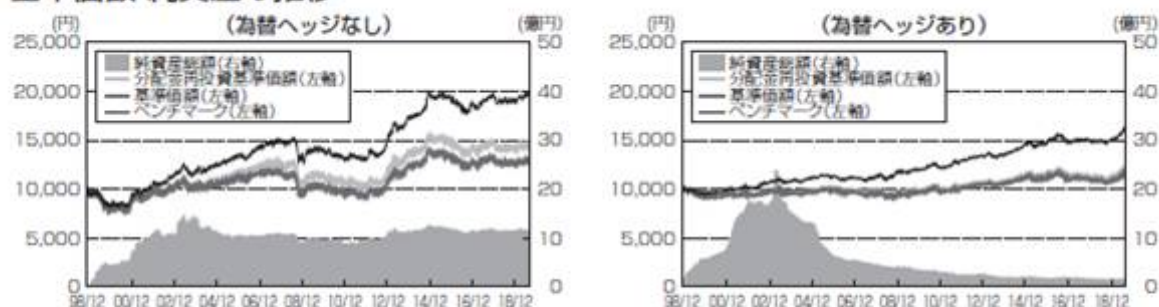 (円) (為替ヘッジなし) (億円)
25,000 50
純資産総額(右軸)
分配金再投資基準価額(左軸)
20,000 基準価額(左軸) 40
ベンチマーク(左軸)
15,000 30
10,000 20
5,000 10
0 0
98/12 00/12 02/12 04/12 06/12 08/12 10/12 12/12 14/12 16/12 18/12
(円) (為替ヘッジあり) (億円)
25,000 50
純資産総額(右軸)
分配金再投資基準価額(左軸)
20,000 基準価額(左軸) 40
ベンチマーク(左軸)
15,000 30
10,000 20
5,000 10
0 0
98/12 00/12 02/12 04/12 06/12 08/12 10/12 12/12 14/12 16/12 18/12